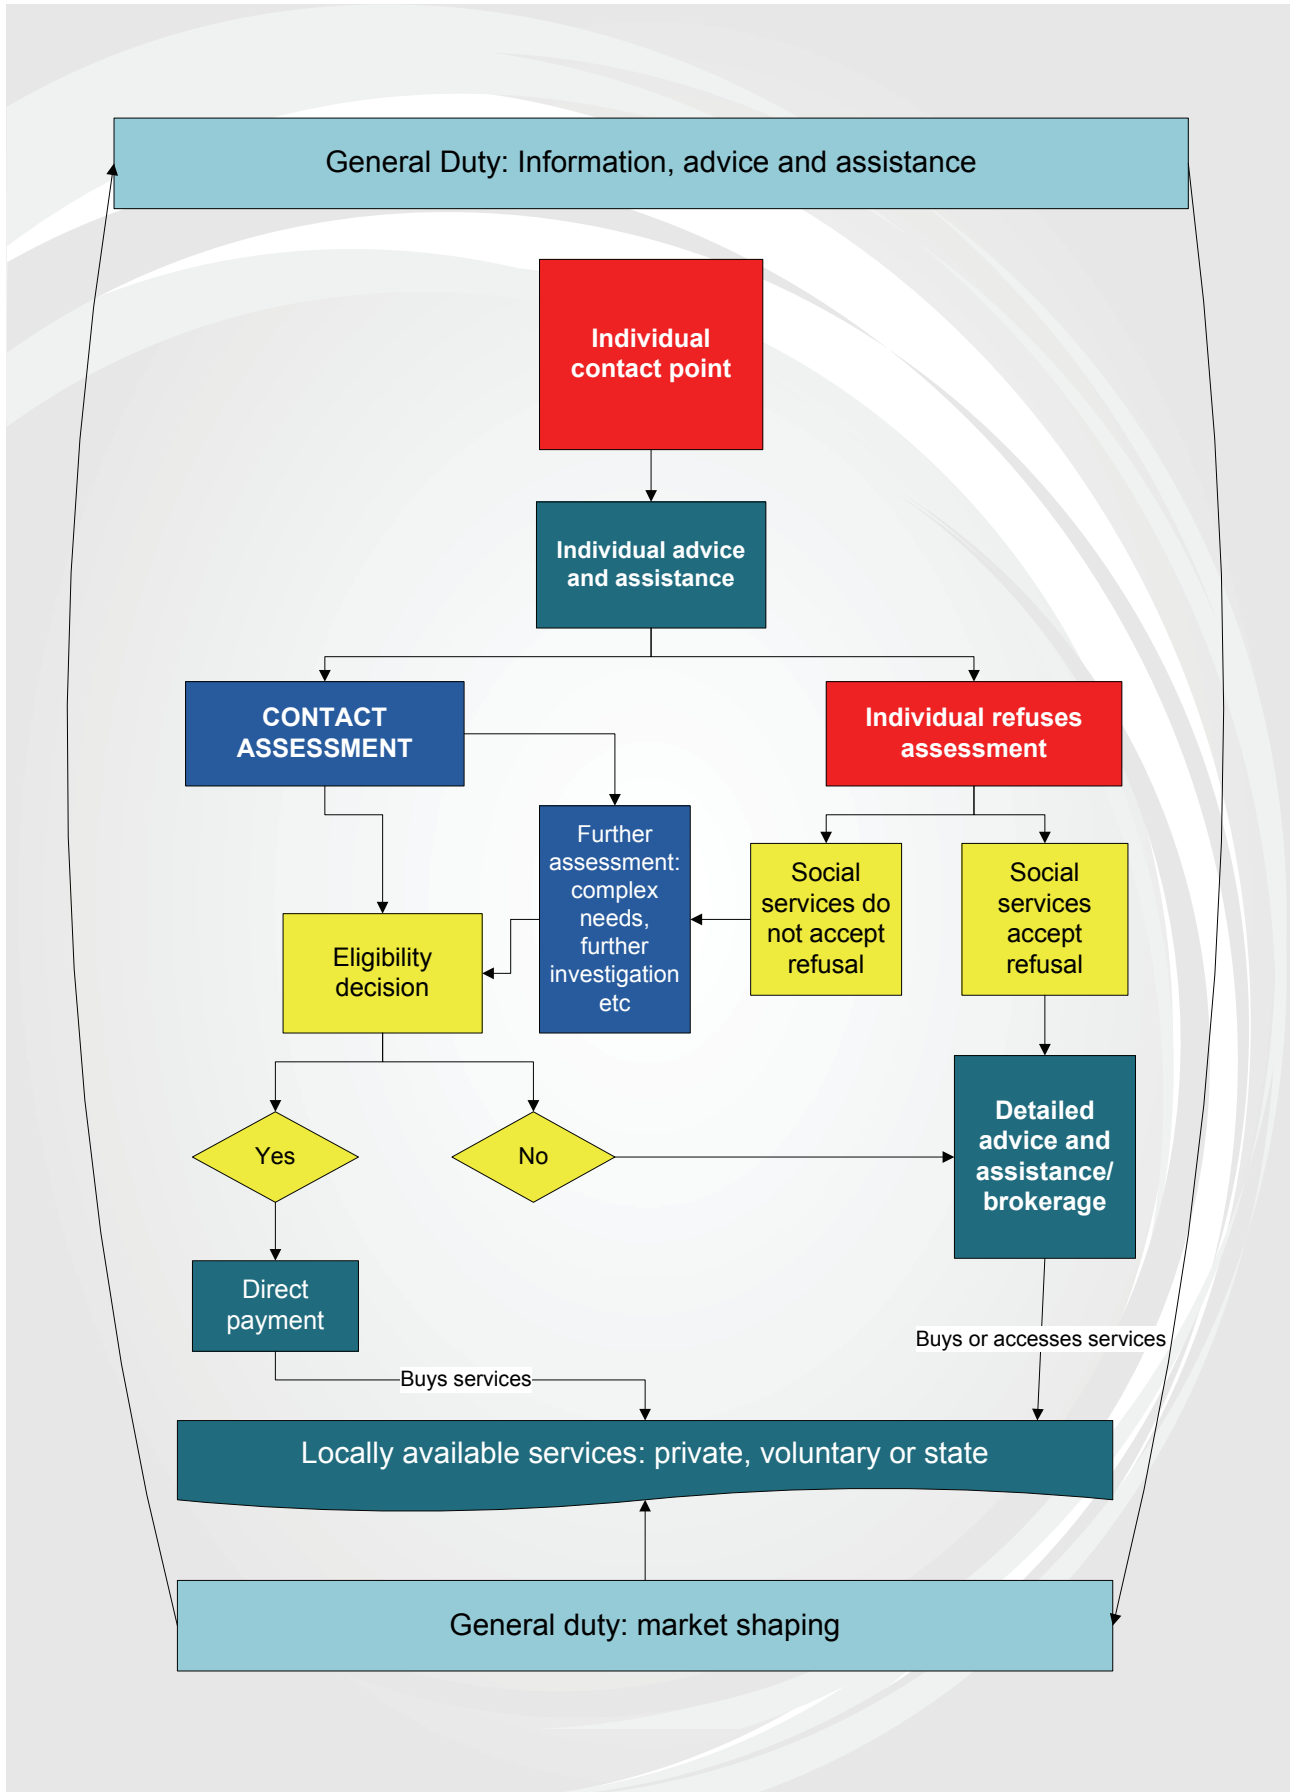 General Duty: Information, advice and assistance
Individual
contact point
Individual advice
and assistance
CONTACT
ASSESSMENT
Individual refuses
assessment
Further
assessment:
complex
needs,
further
investigation
etc
Social
services do
not accept
refusal
Social
services
accept
refusal
Eligibility
decision
Yes
No
Detailed
advice and
assistance/
brokerage
Direct
payment
Buys or accesses services
Buys services
Locally available services: private, voluntary or state
General duty: market shaping